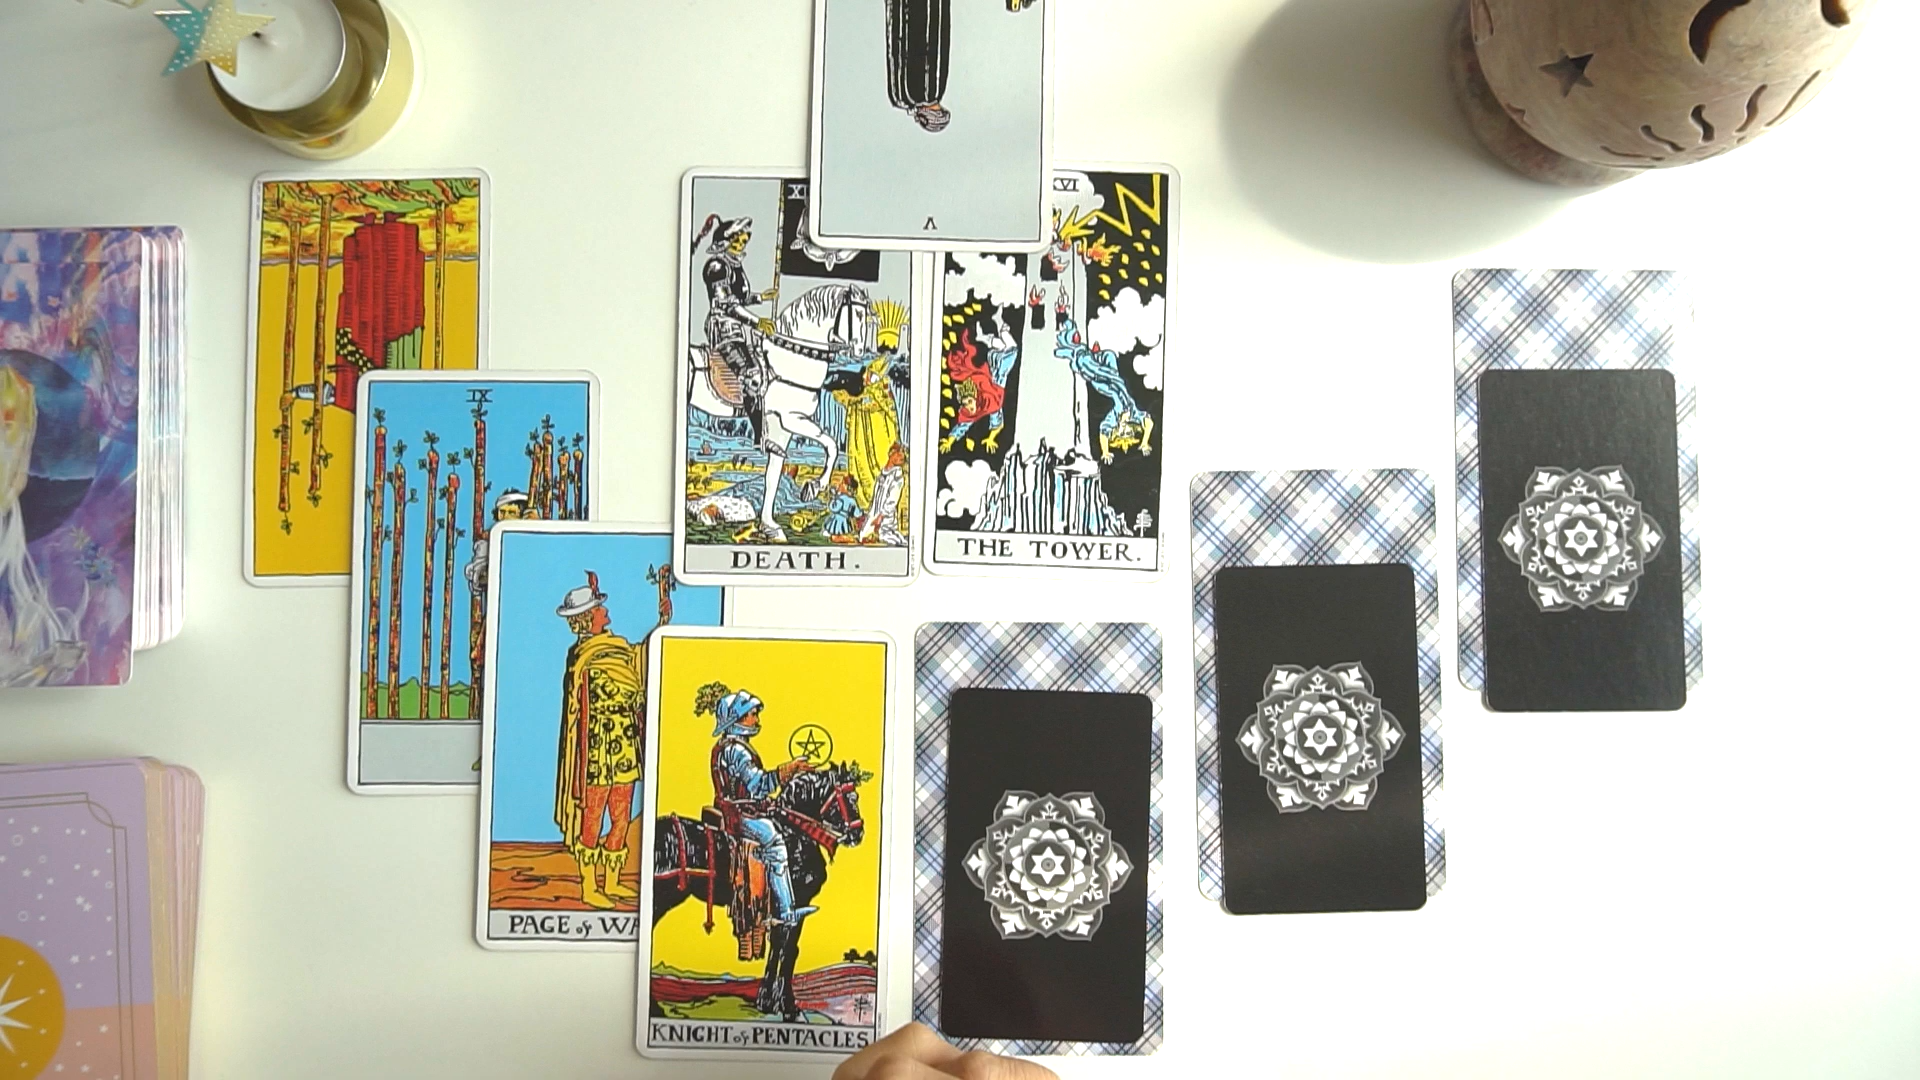 V
XVI
IX
DEATH.
THE TOWER.
PAGE of WA
KNIGHT of PENTACLES